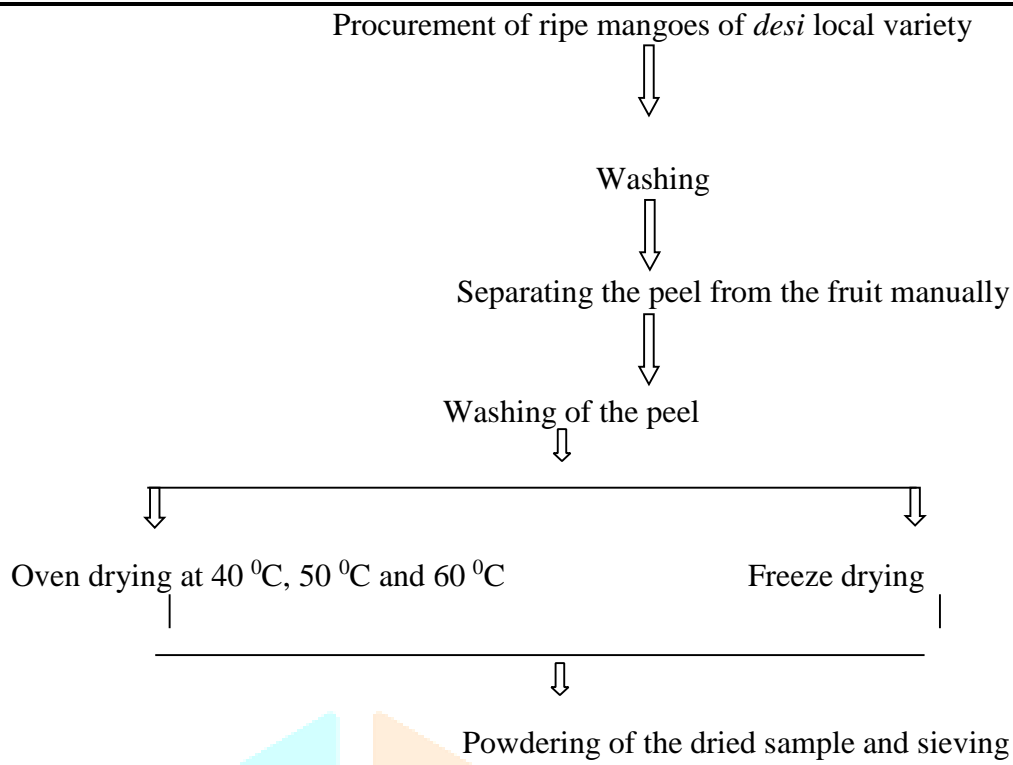 Procurement of ripe mangoes of desi local variety
Washing
Separating the peel from the fruit manually
Washing of the peel
Oven drying at 40 ⁰C, 50 ⁰C and 60 ⁰C
Freeze drying
Powdering of the dried sample and sieving